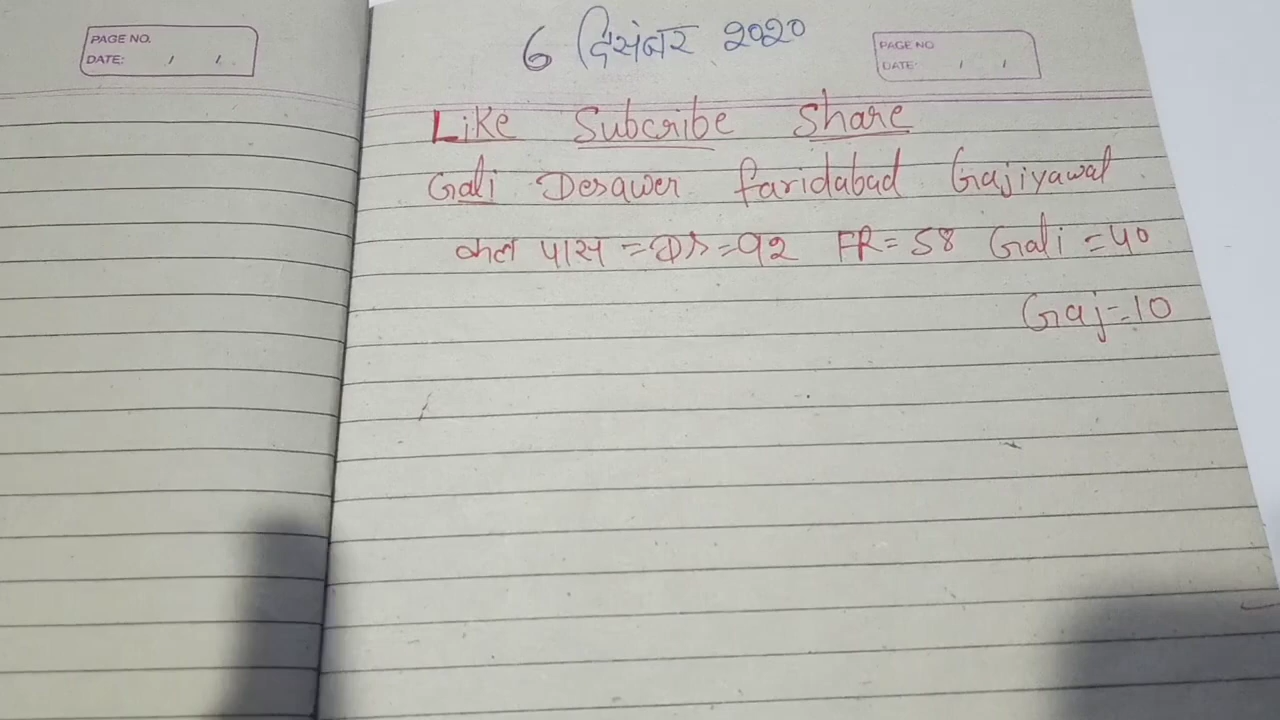 PAGE NO.
DATE: / /
6 दिसंबर 2020
PAGE NO
DATE: / /
Like Subcribe Share
Gali Desawer faridabad Gajiyawal
कल पास = DS = 92 FR = 58 Gali = 40
Gaj = 10